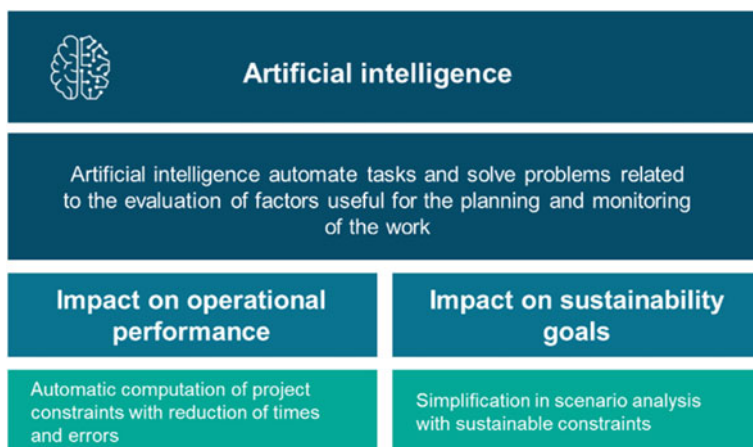 Artificial intelligence
Artificial intelligence automate tasks and solve problems related
to the evaluation of factors useful for the planning and monitoring
of the work
Impact on operational
performance
Impact on sustainability
goals
Automatic computation of project
constraints with reduction of times
and errors
Simplification in scenario analysis
with sustainable constraints